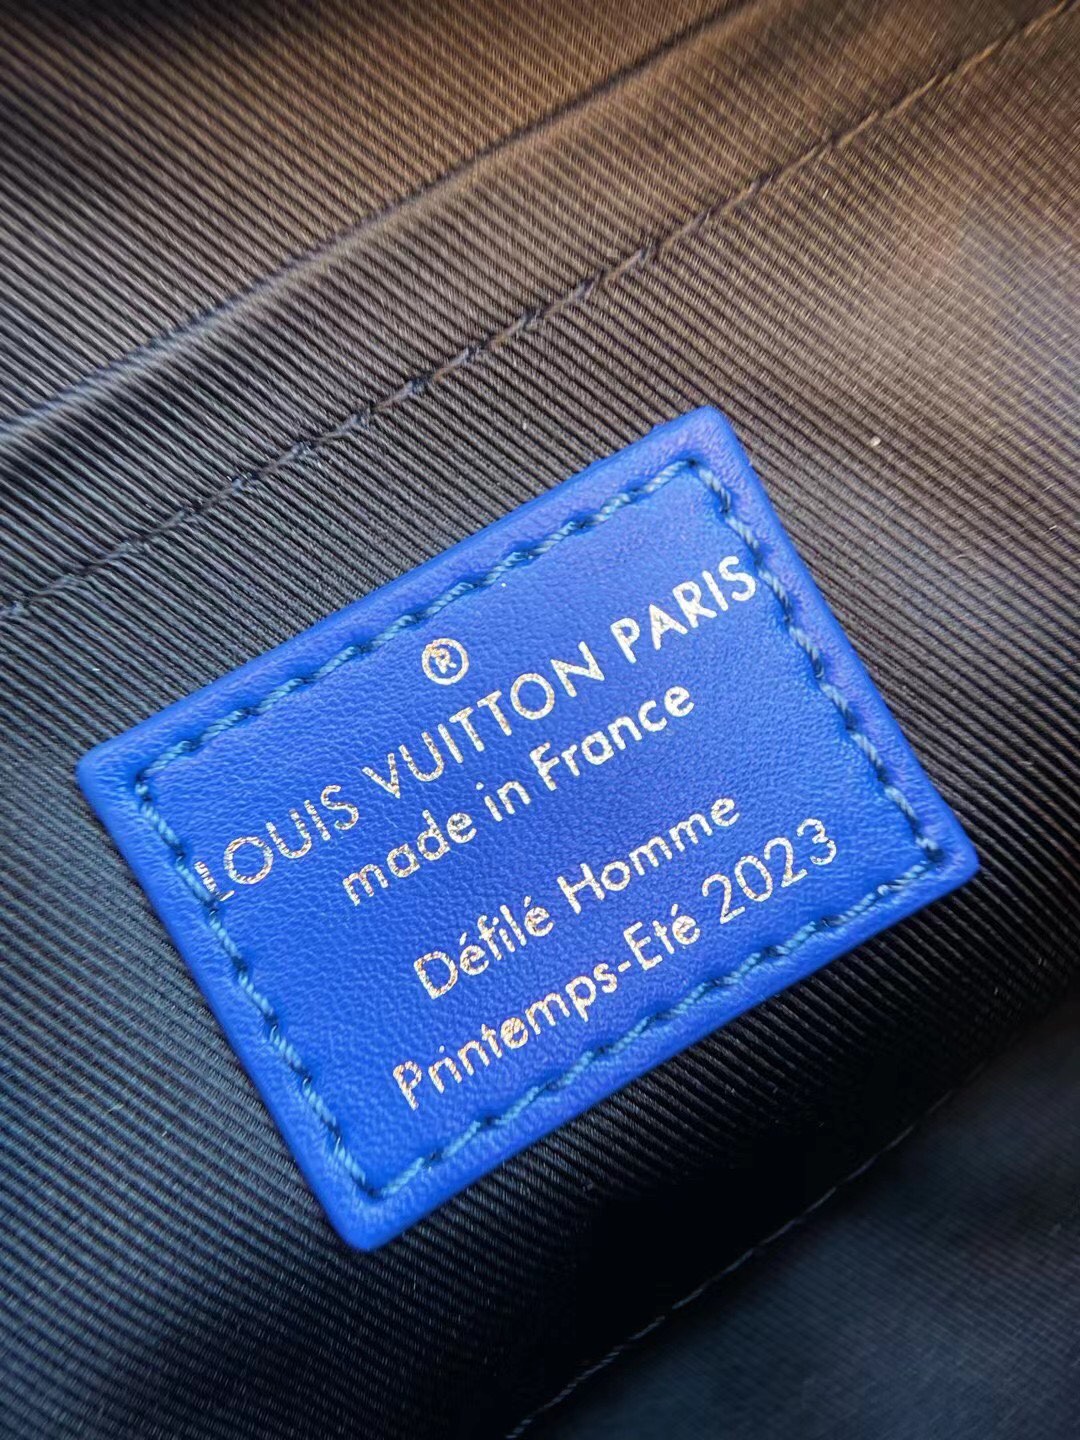 ®
LOUIS VUITTON PARIS
made in France
Défilé Homme
Printemps-Eté 2023